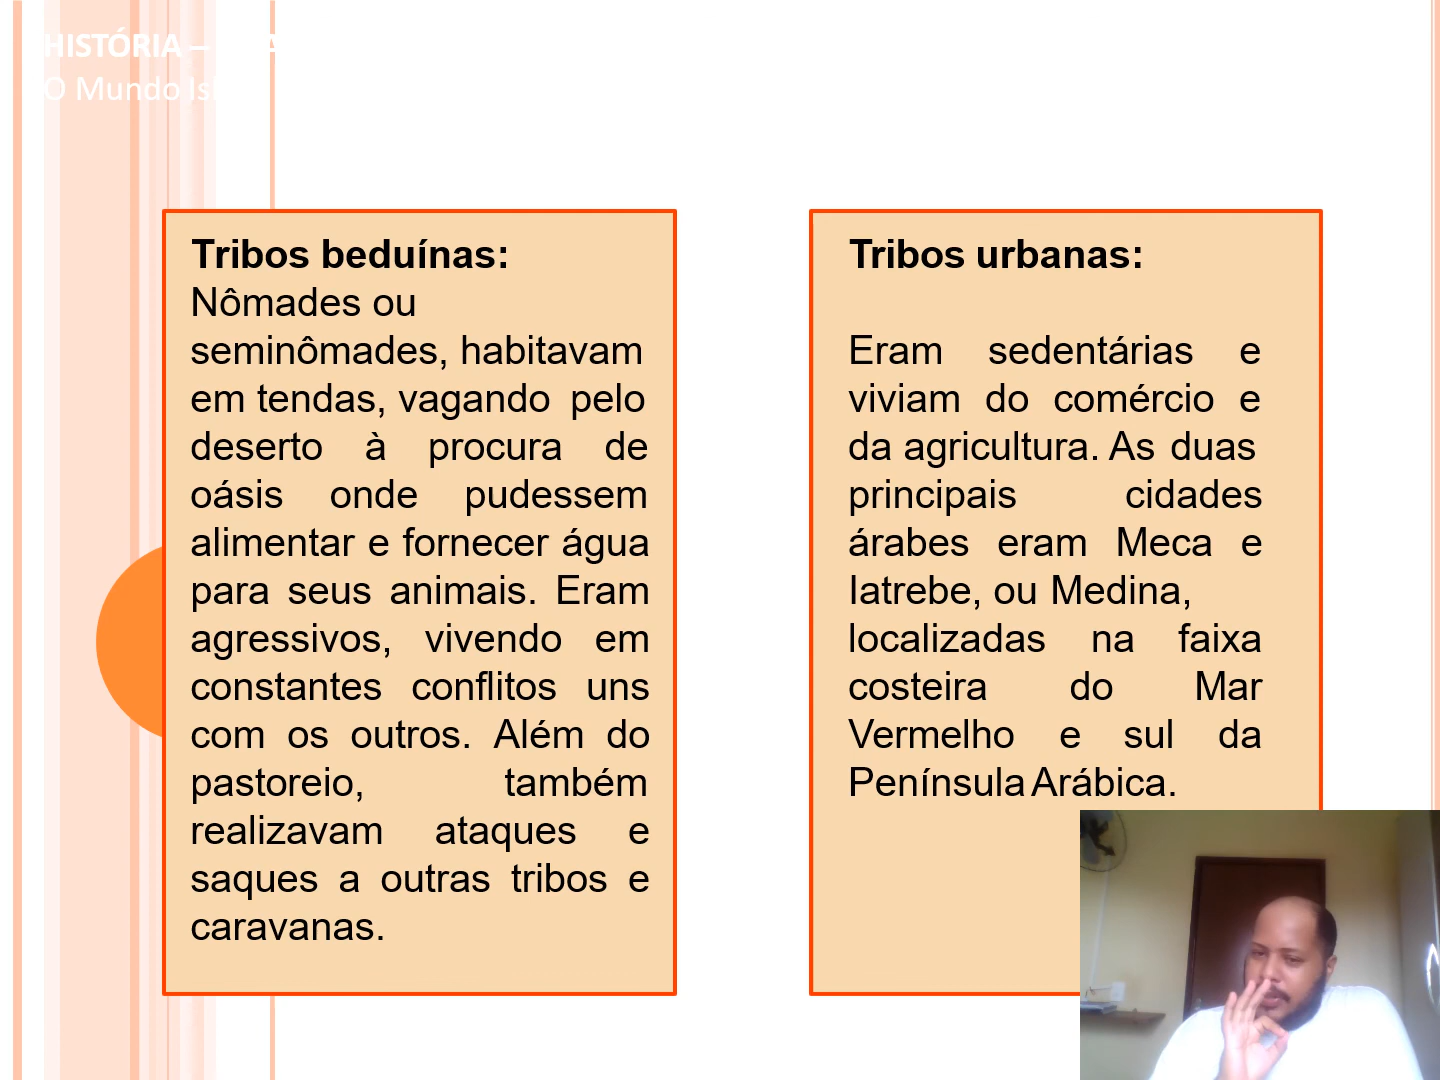 HISTÓRIA –
O Mundo
Tribos beduínas:
Nômades ou
seminômades, habitavam
em tendas, vagando pelo
deserto à procura de
oásis onde pudessem
alimentar e fornecer água
para seus animais. Eram
agressivos, vivendo em
constantes conflitos uns
com os outros. Além do
pastoreio, também
realizavam ataques e
saques a outras tribos e
caravanas.
Tribos urbanas:
Eram sedentárias e
viviam do comércio e
da agricultura. As duas
principais cidades
árabes eram Meca e
Iatrebe, ou Medina,
localizadas na faixa
costeira do Mar
Vermelho e sul da
Península Arábica.